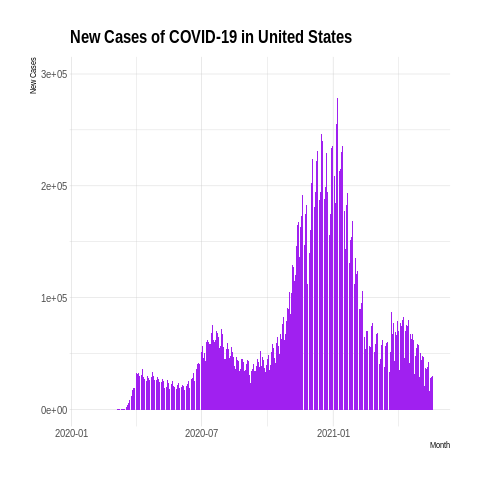 New Cases of COVID-19 in United States
New Cases
3e+05
2e+05
1e+05
0e+00
2020-01 2020-07 2021-01
Month